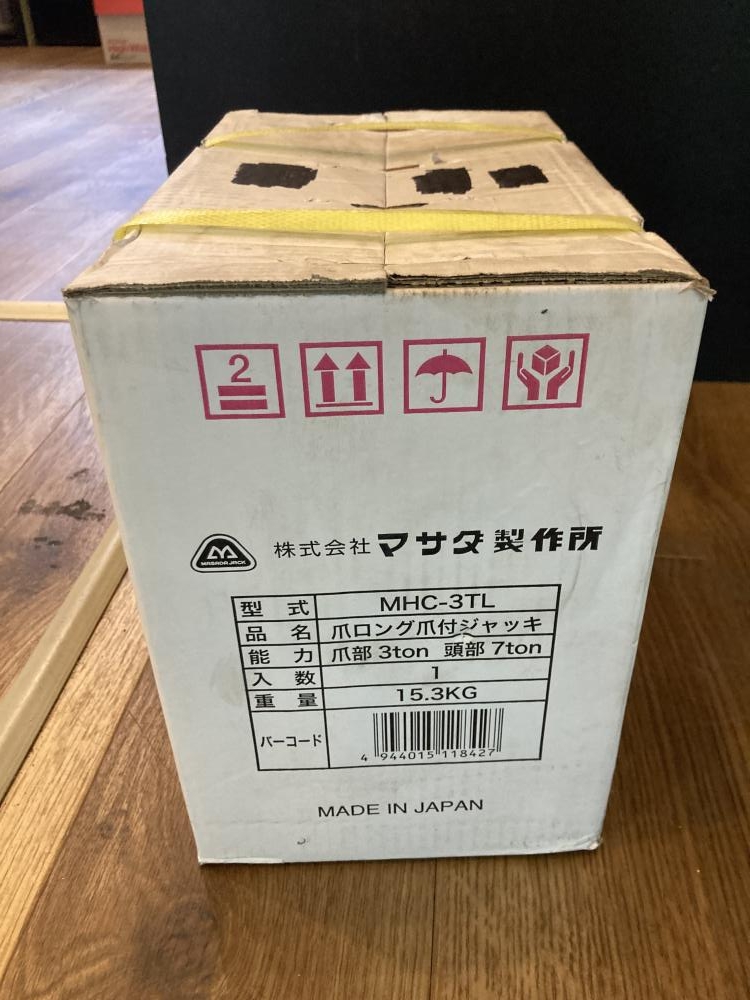 2
MASADA JACK
株式会社 マサダ製作所
型式 MHC-3TL
品名 爪ロング爪付ジャッキ
能力 爪部 3ton 頭部 7ton
入数 1
重量 15.3KG
バーコード
4 944015 118427
MADE IN JAPAN